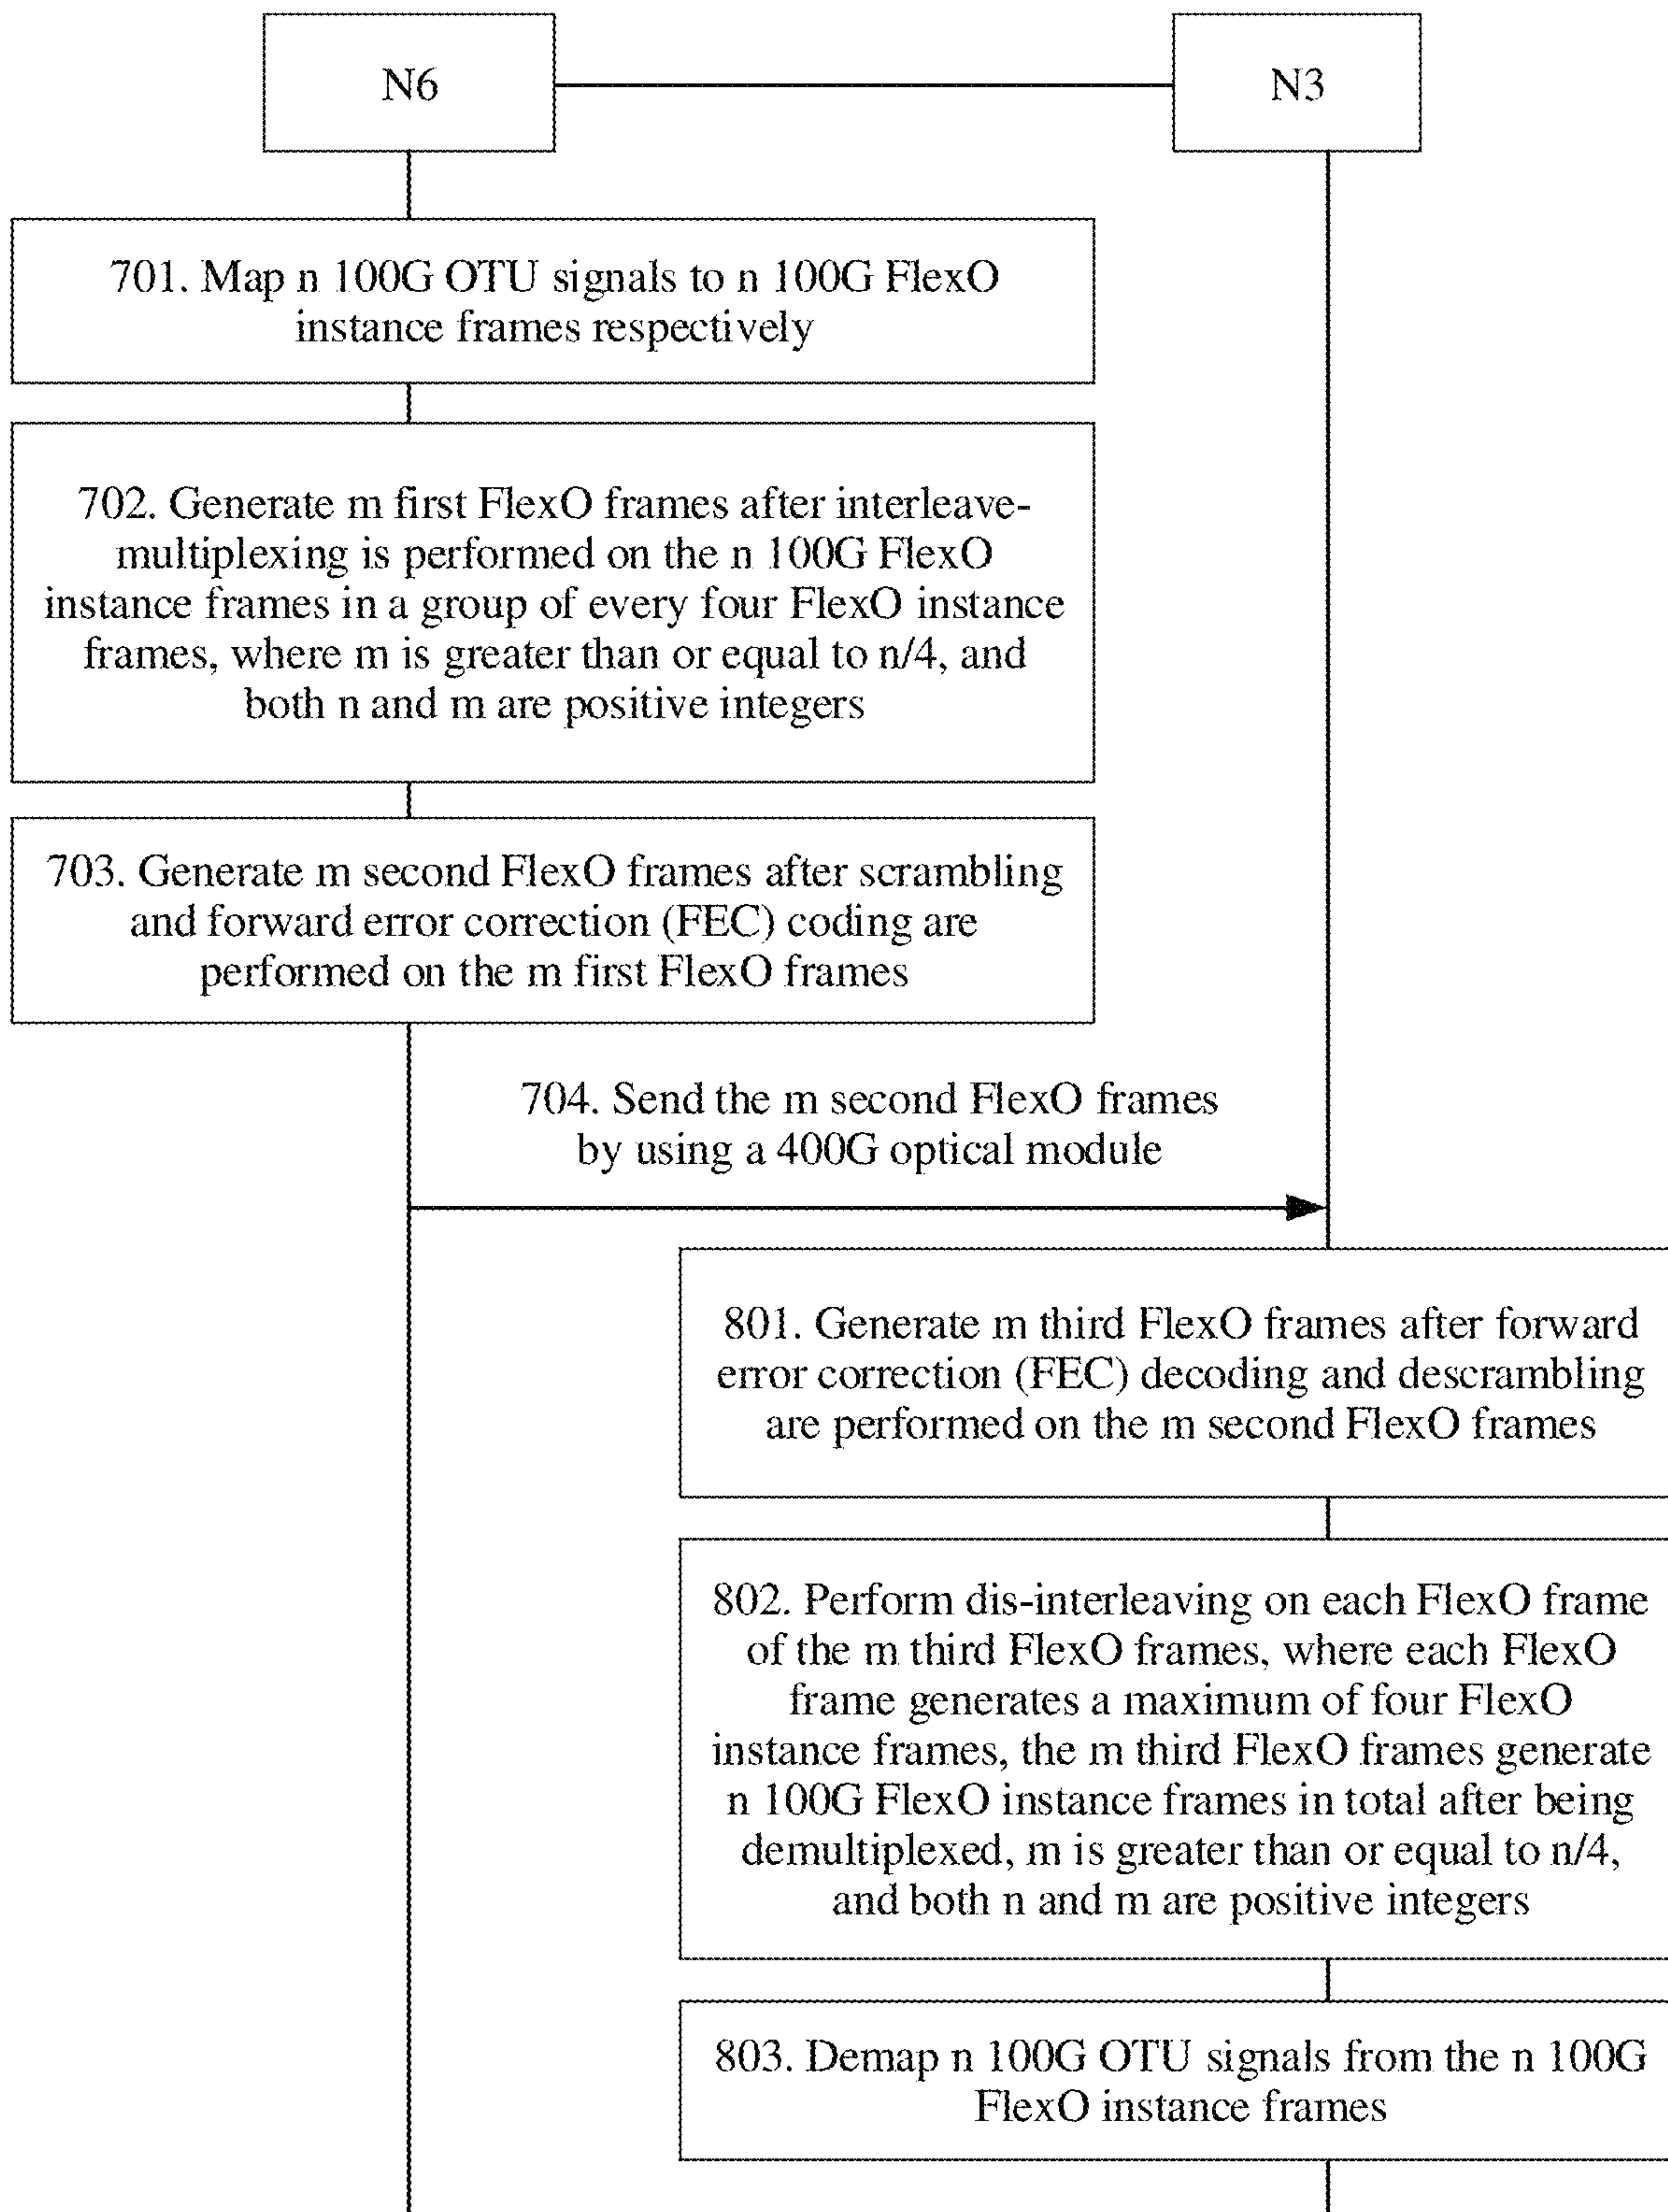 N6
N3
701. Map n 100G OTU signals to n 100G FlexO
instance frames respectively
702. Generate m first FlexO frames after interleave-
multiplexing is performed on the n 100G FlexO
instance frames in a group of every four FlexO instance
frames, where m is greater than or equal to n/4, and
both n and m are positive integers
703. Generate m second FlexO frames after scrambling
and forward error correction (FEC) coding are
performed on the m first FlexO frames
704. Send the m second FlexO frames
by using a 400G optical module
801. Generate m third FlexO frames after forward
error correction (FEC) decoding and descrambling
are performed on the m second FlexO frames
802. Perform dis-interleaving on each FlexO frame
of the m third FlexO frames, where each FlexO
frame generates a maximum of four FlexO
instance frames, the m third FlexO frames generate
n 100G FlexO instance frames in total after being
demultiplexed, m is greater than or equal to n/4,
and both n and m are positive integers
803. Demap n 100G OTU signals from the n 100G
FlexO instance frames